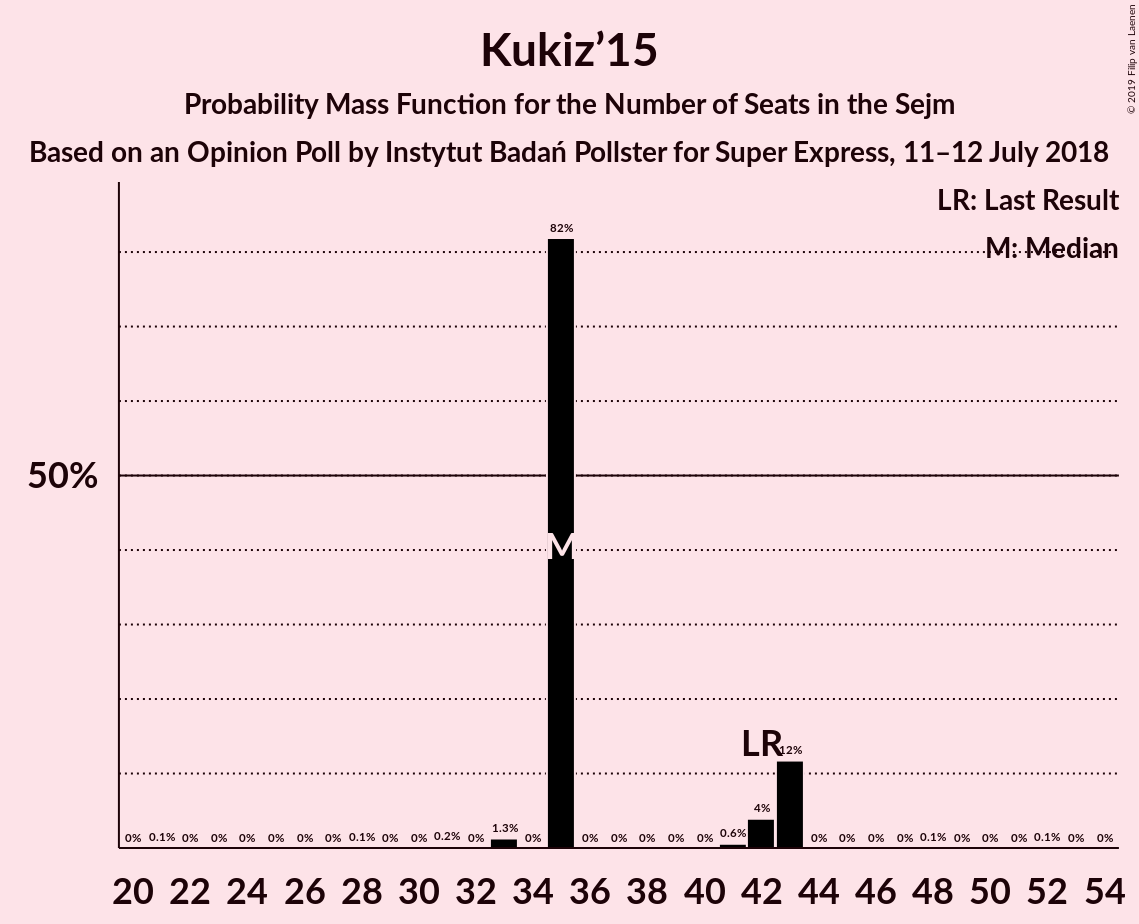 Kukiz’15
Probability Mass Function for the Number of Seats in the Sejm
Based on an Opinion Poll by Instytut Badań Pollster for Super Express, 11–12 July 2018
© 2019 Filip van Laenen
LR: Last Result
M: Median
82%
50%
M
LR
12%
4%
0% 0.1% 0% 0% 0% 0% 0% 0% 0.1% 0% 0% 0.2% 0% 1.3% 0% 0% 0% 0% 0% 0% 0.6% 0% 0% 0% 0% 0.1% 0% 0% 0% 0.1% 0% 0%
20 22 24 26 28 30 32 34 36 38 40 42 44 46 48 50 52 54